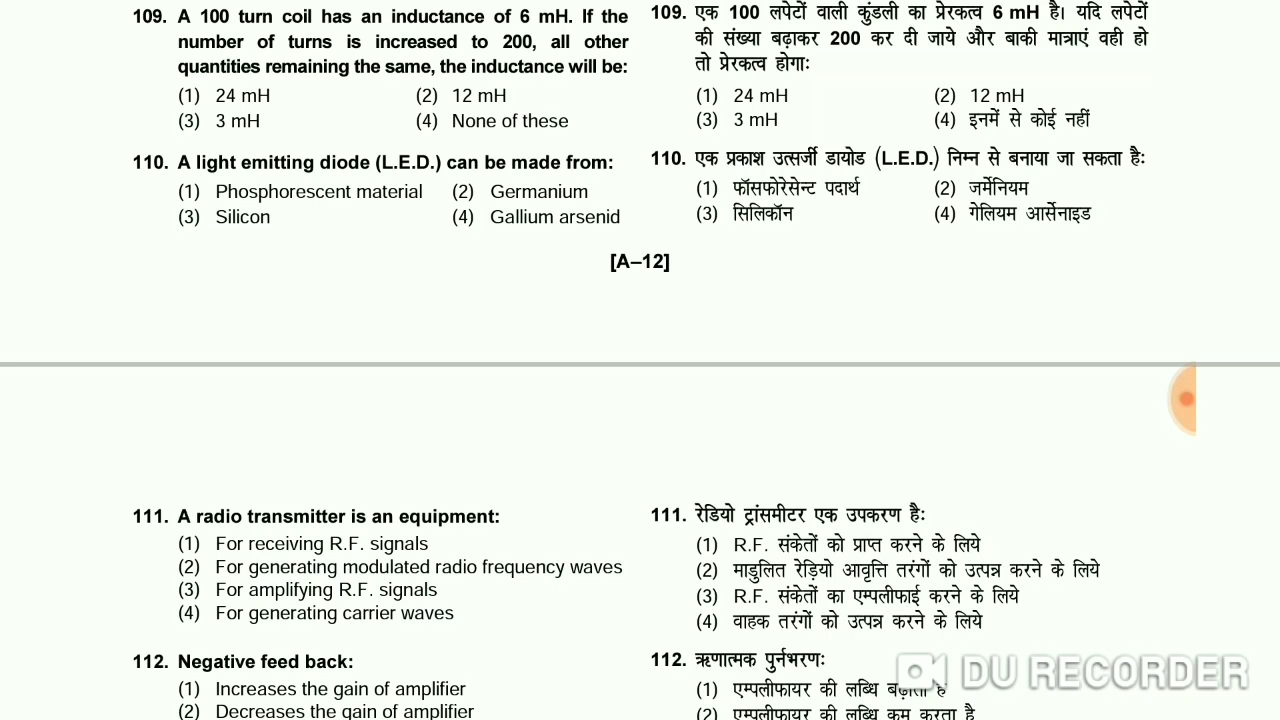 109. A 100 turn coil has an inductance of 6 mH. If the
number of turns is increased to 200, all other
quantities remaining the same, the inductance will be:
(1) 24 mH (2) 12 mH
(3) 3 mH (4) None of these
110. A light emitting diode (L.E.D.) can be made from:
(1) Phosphorescent material (2) Germanium
(3) Silicon (4) Gallium arsenid
109. एक 100 लपेटों वाली कुंडली का प्रेरकत्व 6 mH है। यदि लपेटों
की संख्या बढ़ाकर 200 कर दी जाये और बाकी मात्राएं वही हो
तो प्रेरकत्व होगाः
(1) 24 mH (2) 12 mH
(3) 3 mH (4) इनमें से कोई नहीं
110. एक प्रकाश उत्सर्जी डायोड (L.E.D.) निम्न से बनाया जा सकता हैः
(1) फॉसफोरेसेन्ट पदार्थ (2) जर्मेनियम
(3) सिलिकॉन (4) गेलियम आर्सेनाइड
[A–12]
111. A radio transmitter is an equipment:
(1) For receiving R.F. signals
(2) For generating modulated radio frequency waves
(3) For amplifying R.F. signals
(4) For generating carrier waves
112. Negative feed back:
(1) Increases the gain of amplifier
(2) Decreases the gain of amplifier
111. रेडियो ट्रांसमीटर एक उपकरण हैः
(1) R.F. संकेतों को प्राप्त करने के लिये
(2) माडुलित रेड़ियो आवृत्ति तरंगों को उत्पन्न करने के लिये
(3) R.F. संकेतों का एम्पलीफाई करने के लिये
(4) वाहक तरंगों को उत्पन्न करने के लिये
112. ऋणात्मक पुर्नभरणः
(1) एम्पलीफायर की लब्धि बढ़ाता है
(2) एम्पलीफायर की लब्धि कम करता है
DU RECORDER